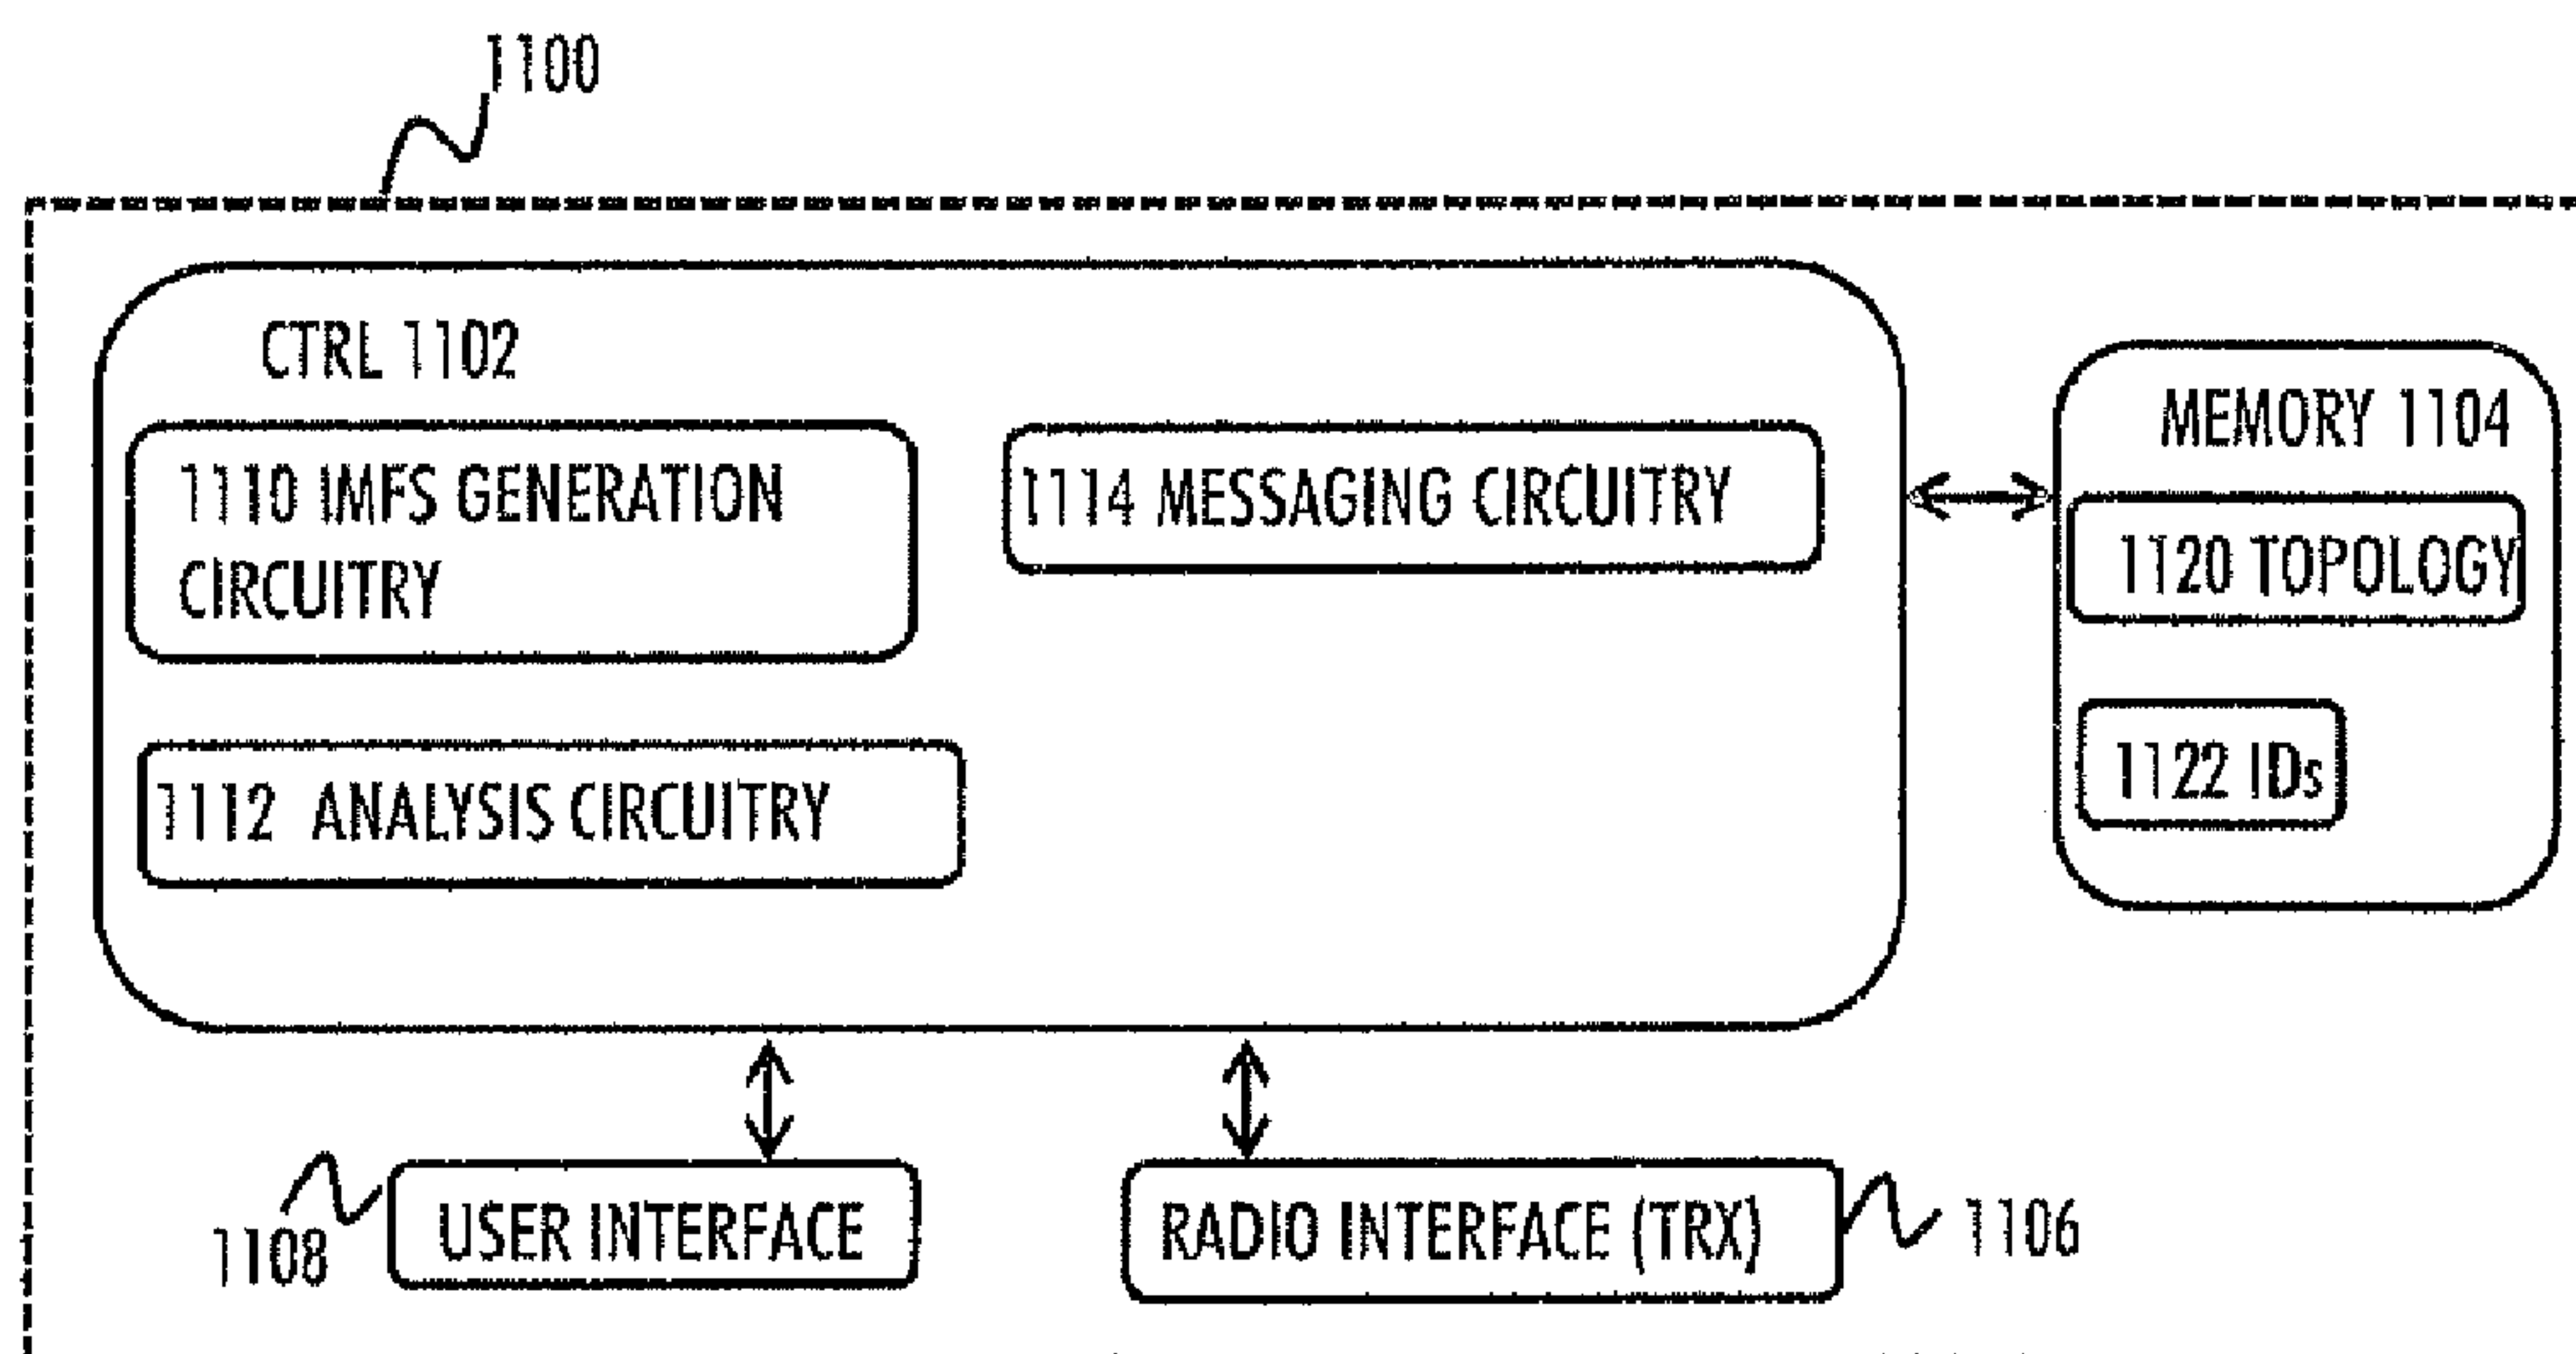 1100
CTRL 1102
1110 IMFS GENERATION
CIRCUITRY
1114 MESSAGING CIRCUITRY
1112 ANALYSIS CIRCUITRY
MEMORY 1104
1120 TOPOLOGY
1122 IDs
1108
USER INTERFACE
RADIO INTERFACE (TRX)
1106